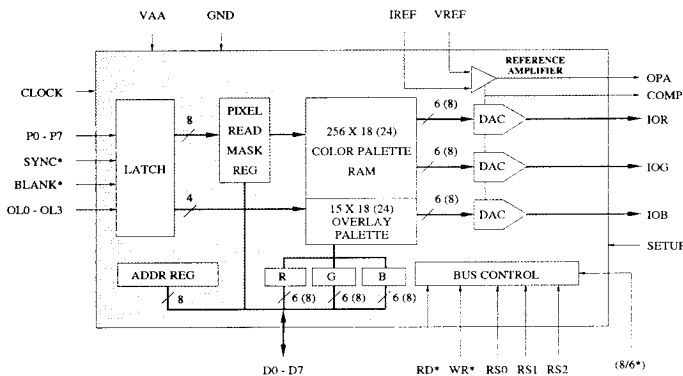 VAA GND IREF VREF
REFERENCE
AMPLIFIER
OPA
COMP
CLOCK
P0 - P7
SYNC*
BLANK*
OL0 - OL3
LATCH
8
4
PIXEL
READ
MASK
REG
256 X 18 (24)
COLOR PALETTE
RAM
15 X 18 (24)
OVERLAY
PALETTE
6 (8)
DAC
IOR
6 (8)
DAC
IOG
6 (8)
DAC
IOB
SETUP
ADDR REG
8
R G B
6 (8) 6 (8) 6 (8)
BUS CONTROL
D0 - D7
RD* WR* RS0 RS1 RS2 (8/6*)